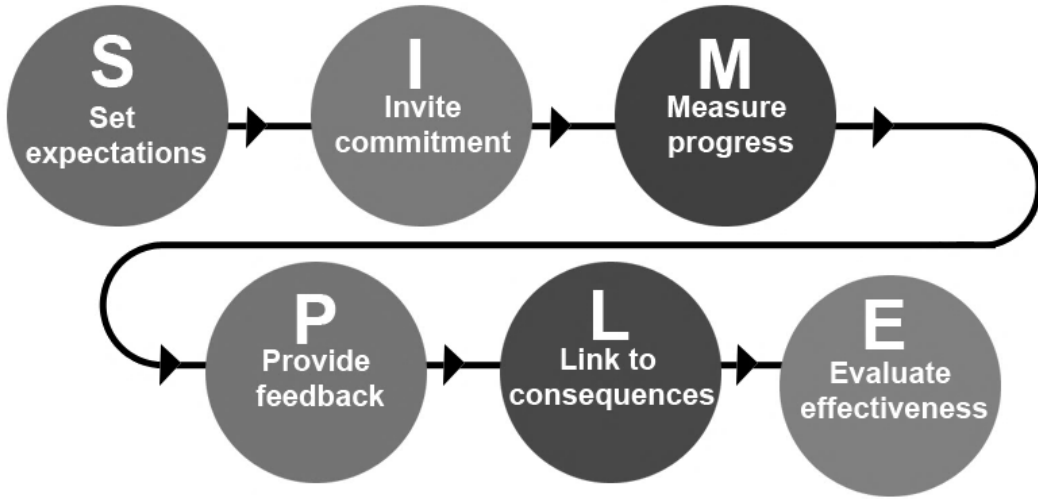 S
Set
expectations
I
Invite
commitment
M
Measure
progress
P
Provide
feedback
L
Link to
consequences
E
Evaluate
effectiveness